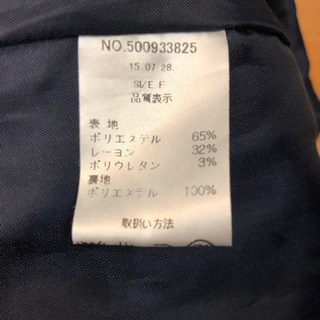 NO.500933825
15.07.28.
SIZE F
品質表示
表 地
ポリエステル 65%
レーヨン 32%
ポリウレタン 3%
裏地
ポリエステル 100%
取扱い方法